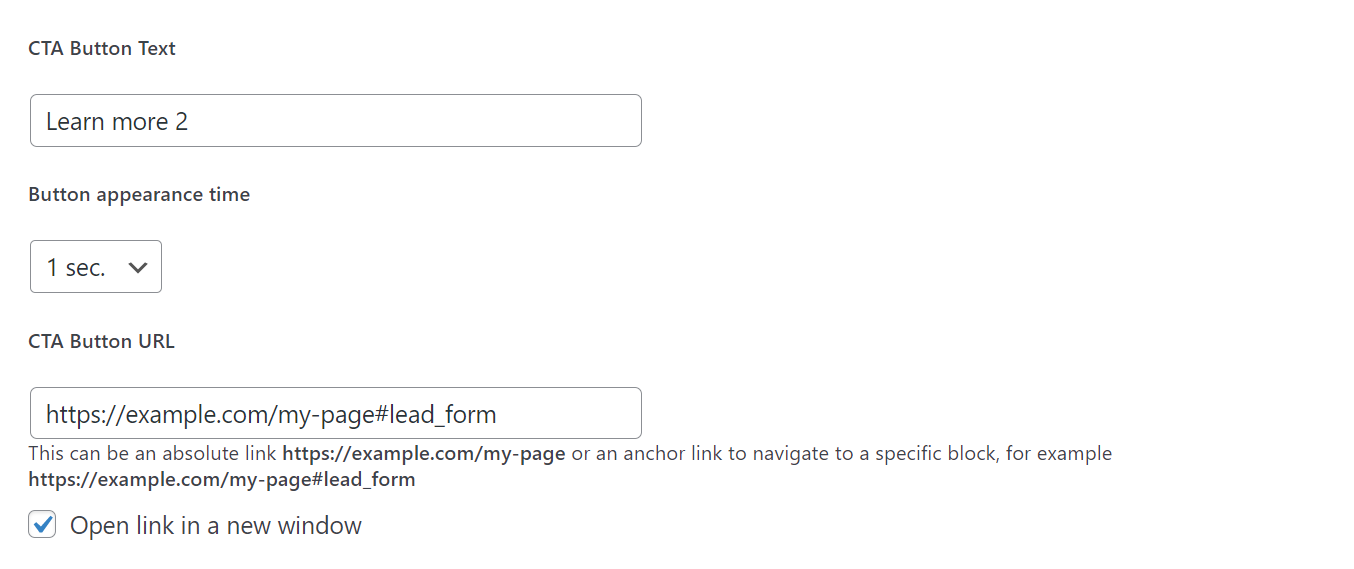 CTA Button Text
Learn more 2
Button appearance time
1 sec.
CTA Button URL
https://example.com/my-page#lead_form
This can be an absolute link https://example.com/my-page or an anchor link to navigate to a specific block, for example
https://example.com/my-page#lead_form
Open link in a new window